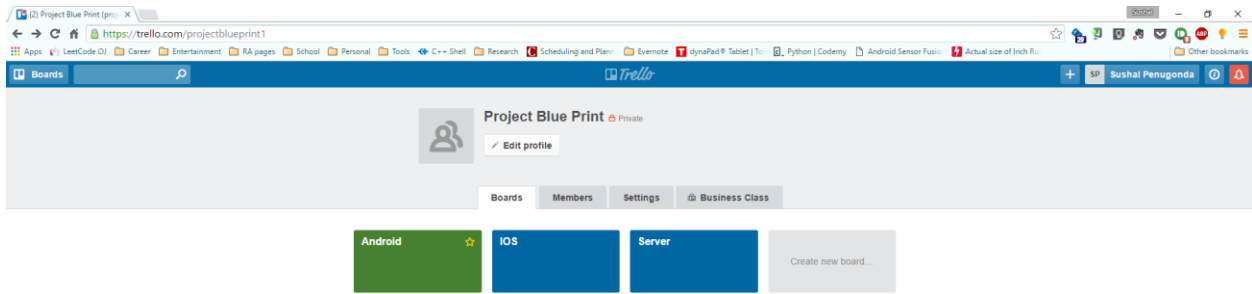 (2) Project Blue Print (proj
Sushal
https://trello.com/projectblueprint1
Apps LeetCode OJ Career Entertainment RA pages School Personal Tools C++ Shell Research Scheduling and Plann Evernote dynaPad® Tablet | To Python | Codemy Android Sensor Fusio Actual size of Inch Ru Other bookmarks
Boards Trello + SP Sushal Penugonda
Project Blue Print Private
Edit profile
Boards Members Settings Business Class
Android IOS Server
Create new board...